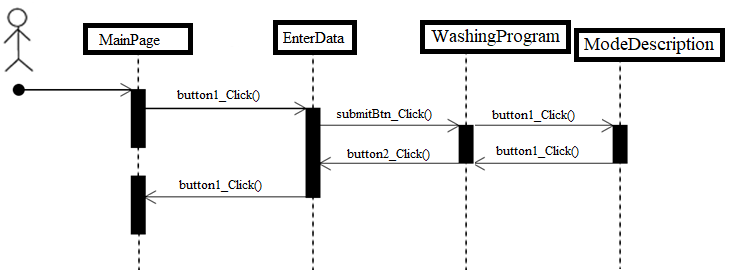 MainPage
EnterData
WashingProgram
ModeDescription
button1_Click()
submitBtn_Click()
button1_Click()
button2_Click()
button1_Click()
button1_Click()